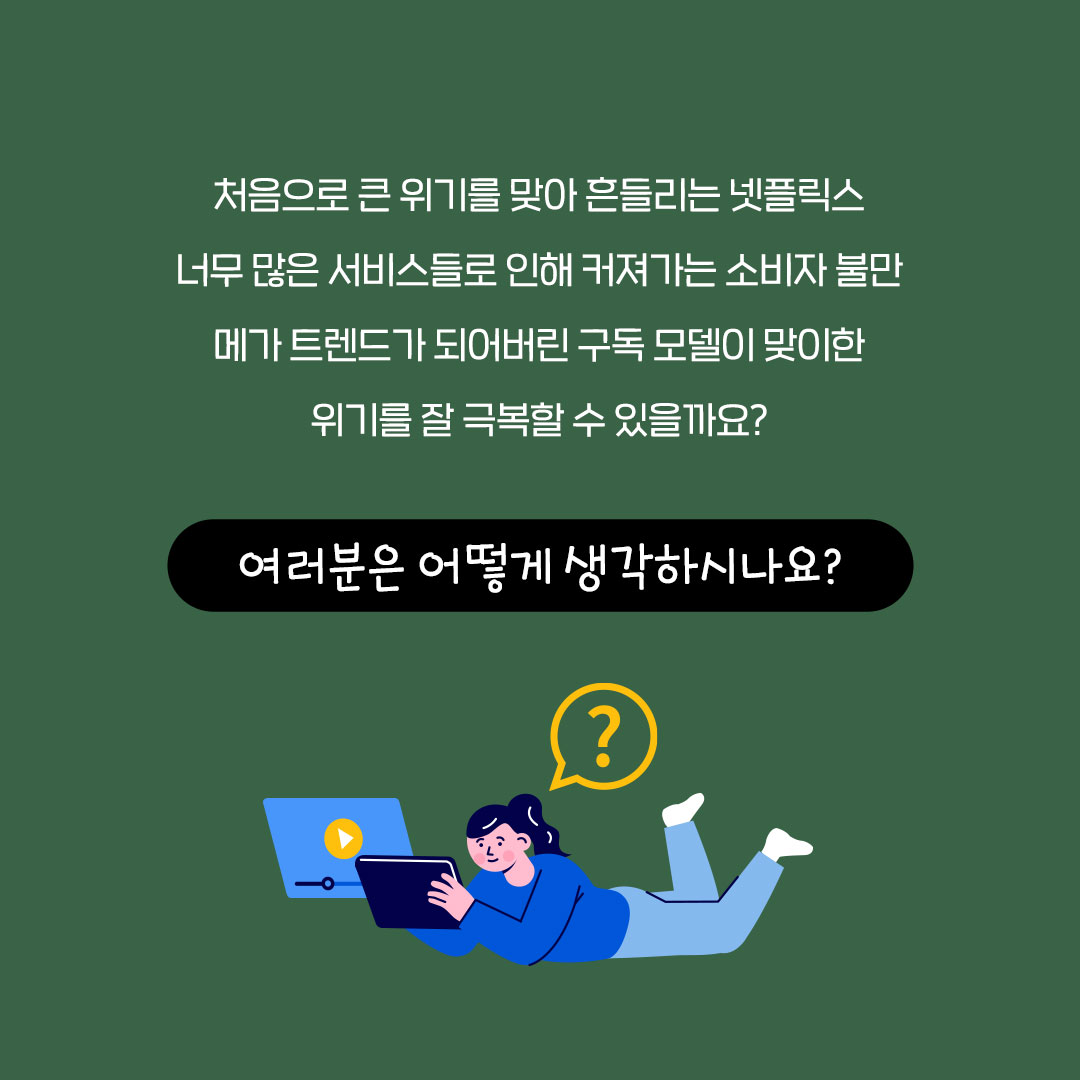 처음으로 큰 위기를 맞아 흔들리는 넷플릭스
너무 많은 서비스들로 인해 커져가는 소비자 불만
메가 트렌드가 되어버린 구독 모델이 맞이한
위기를 잘 극복할 수 있을까요?
여러분은 어떻게 생각하시나요?
?